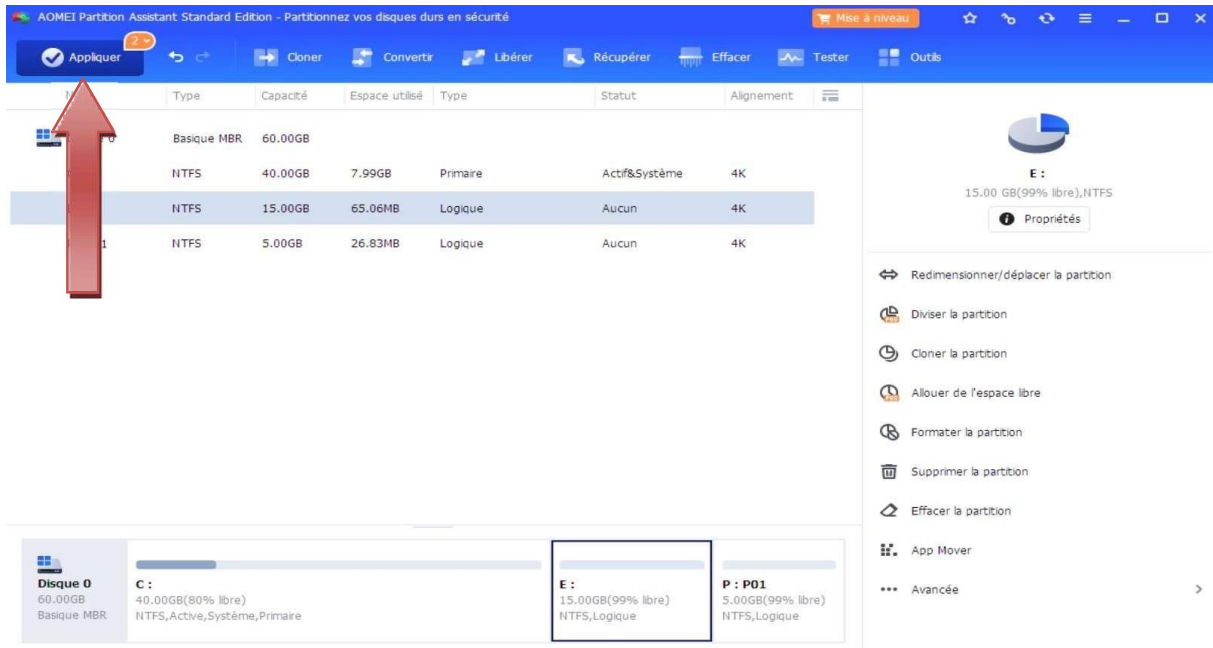 AOMEI Partition Assistant Standard Edition - Partitionnez vos disques durs en sécurité Mise à niveau
Appliquer 2 Cloner Convertir Libérer Récupérer Effacer Tester Outils
Type Capacité Espace utilisé Type Statut Alignement
0 Basique MBR 60.00GB
NTFS 40.00GB 7.99GB Primaire Actif&Système 4K
NTFS 15.00GB 65.06MB Logique Aucun 4K
1 NTFS 5.00GB 26.83MB Logique Aucun 4K
E :
15.00 GB(99% libre),NTFS
Propriétés
Redimensionner/déplacer la partition
Diviser la partition
Cloner la partition
Allouer de l'espace libre
Formater la partition
Supprimer la partition
Effacer la partition
App Mover
Avancée
Disque 0
60.00GB
Basique MBR
C :
40.00GB(80% libre)
NTFS,Active,Système,Primaire
E :
15.00GB(99% libre)
NTFS,Logique
P : P01
5.00GB(99% libre)
NTFS,Logique